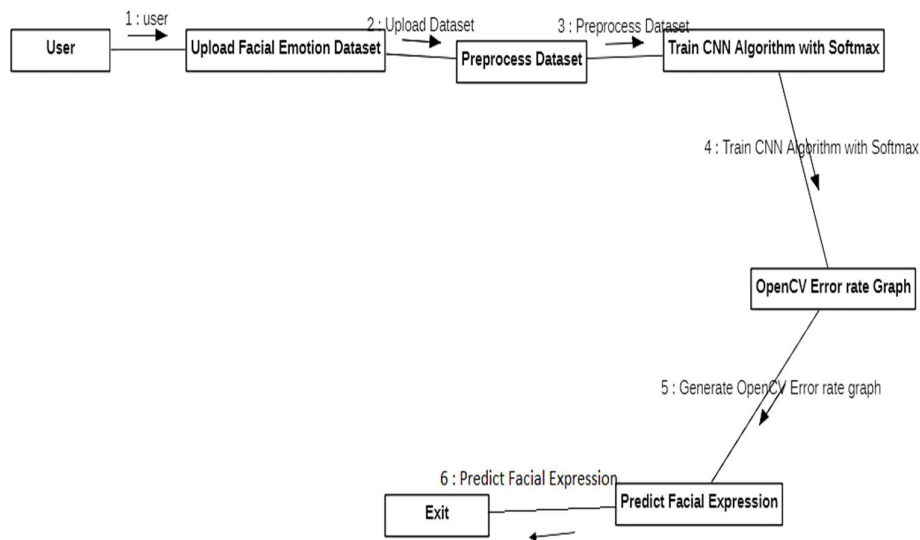 1 : user
2 : Upload Dataset
3 : Preprocess Dataset
User
Upload Facial Emotion Dataset
Preprocess Dataset
Train CNN Algorithm with Softmax
4 : Train CNN Algorithm with Softmax
OpenCV Error rate Graph
5 : Generate OpenCV Error rate graph
6 : Predict Facial Expression
Predict Facial Expression
Exit